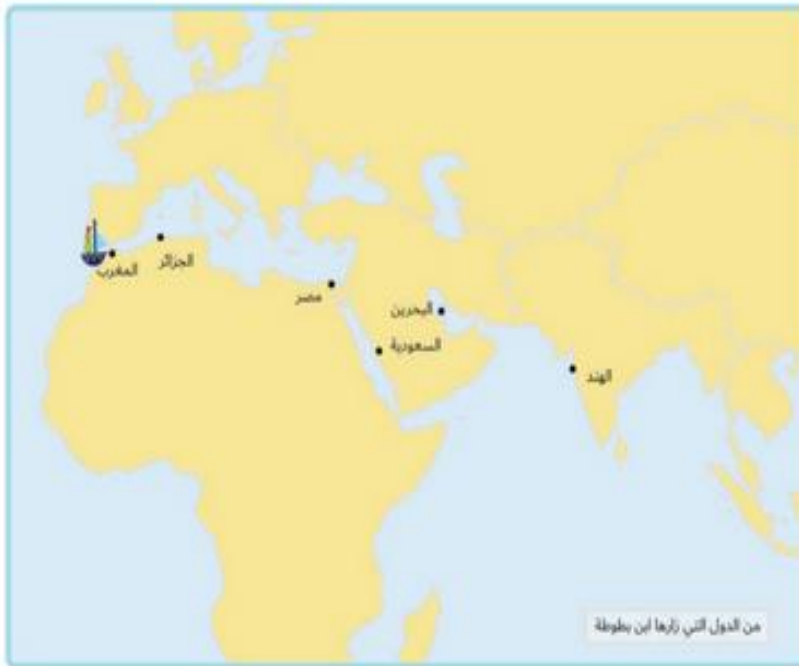 المغرب
الجزائر
مصر
البحرين
السعودية
الهند
من الدول التي زارها ابن بطوطة